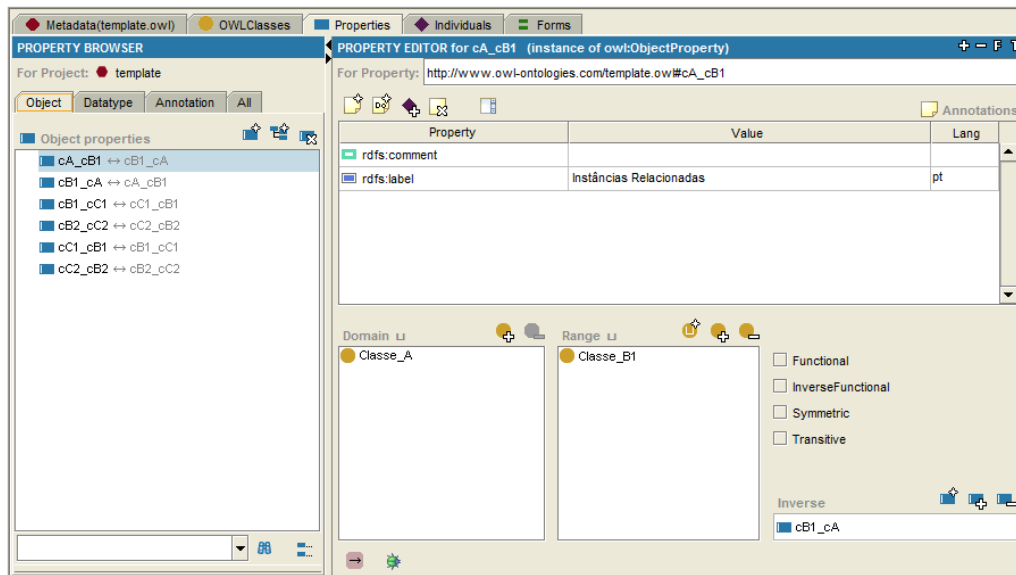 Metadata(template.owl) OWLClasses Properties Individuals Forms
PROPERTY BROWSER
For Project: template
Object Datatype Annotation All
Object properties
cA_cB1 ↔ cB1_cA
cB1_cA ↔ cA_cB1
cB1_cC1 ↔ cC1_cB1
cB2_cC2 ↔ cC2_cB2
cC1_cB1 ↔ cB1_cC1
cC2_cB2 ↔ cB2_cC2
PROPERTY EDITOR for cA_cB1 (instance of owl:ObjectProperty)
F T
For Property: http://www.owl-ontologies.com/template.owl#cA_cB1
Annotations
Property Value Lang
rdfs:comment
rdfs:label Instâncias Relacionadas pt
Domain ⊔ Range ⊔
Classe_A Classe_B1
Functional
InverseFunctional
Symmetric
Transitive
Inverse
cB1_cA